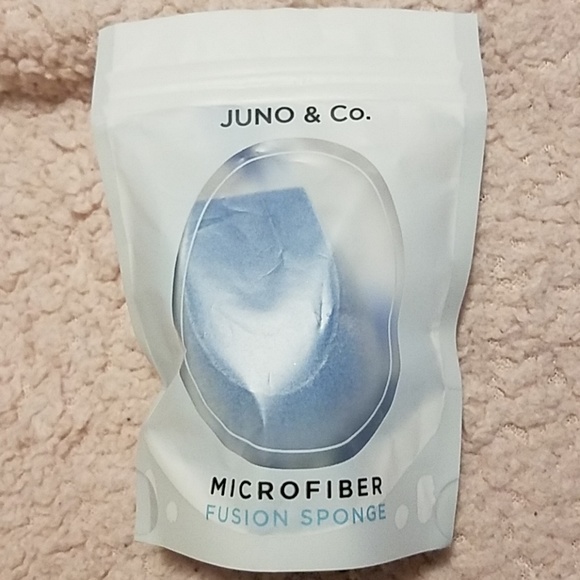 JUNO & Co.
MICROFIBER
FUSION SPONGE